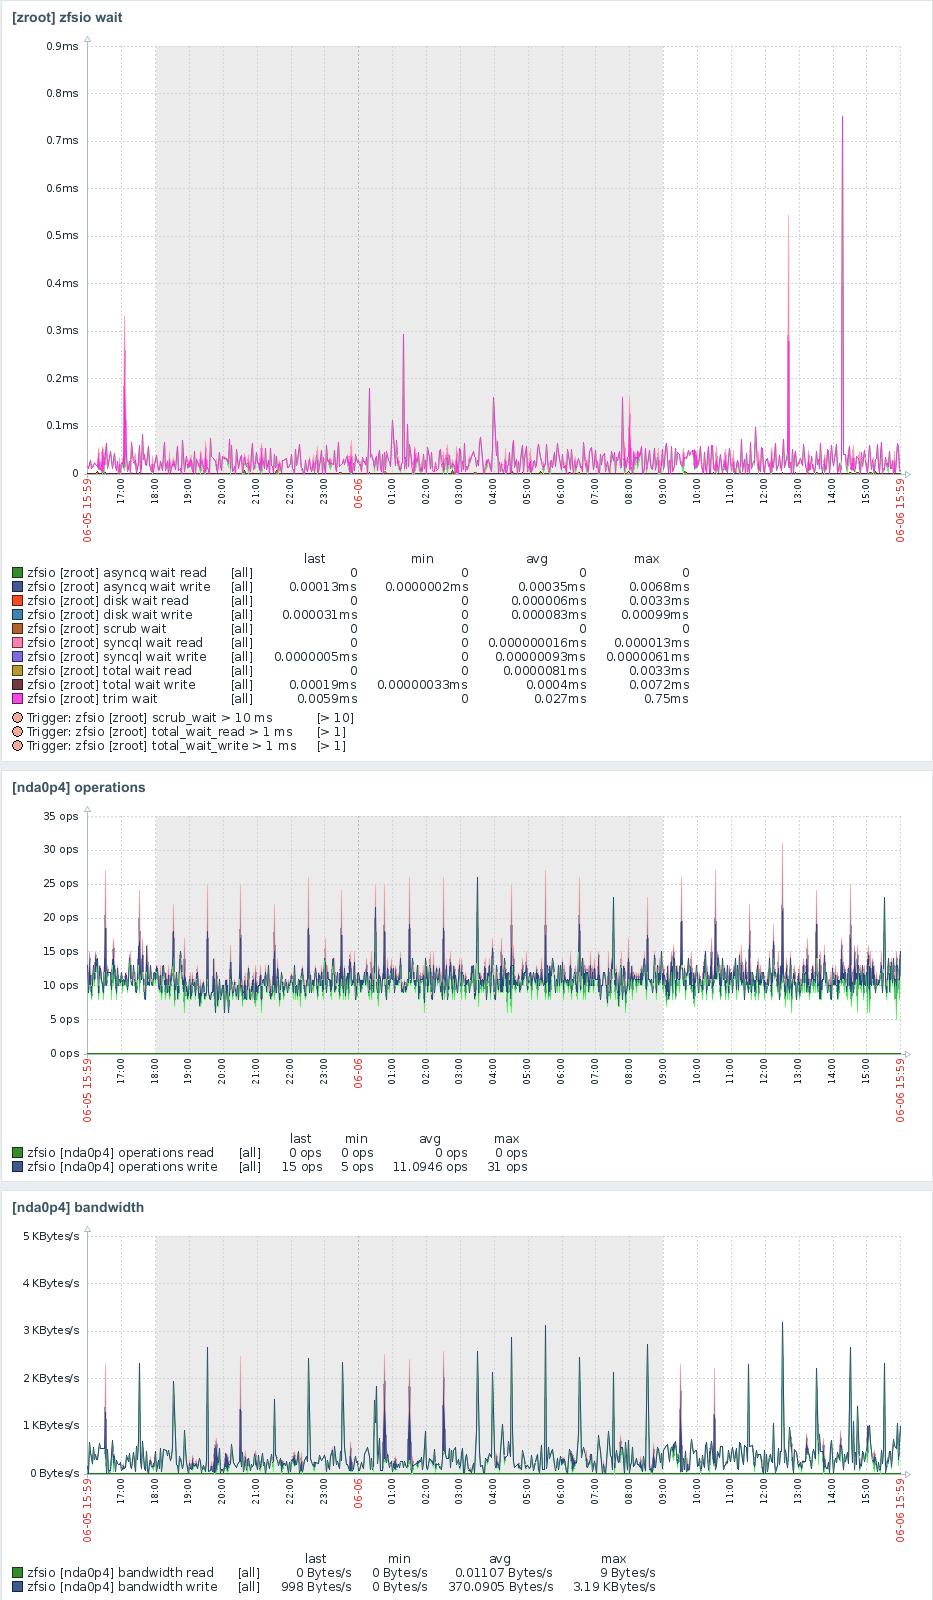 [zroot] zfsio wait
0.9ms
0.8ms
0.7ms
0.6ms
0.5ms
0.4ms
0.3ms
0.2ms
0.1ms
0
06-05 15:59 17:00 18:00 19:00 20:00 21:00 22:00 23:00 06-06 01:00 02:00 03:00 04:00 05:00 06:00 07:00 08:00 09:00 10:00 11:00 12:00 13:00 14:00 15:00 06-06 15:59
last min avg max
zfsio [zroot] asyncq wait read [all] 0 0 0 0
zfsio [zroot] asyncq wait write [all] 0.00013ms 0.0000002ms 0.00035ms 0.0068ms
zfsio [zroot] disk wait read [all] 0 0 0.000006ms 0.0033ms
zfsio [zroot] disk wait write [all] 0.000031ms 0 0.000083ms 0.00099ms
zfsio [zroot] scrub wait [all] 0 0 0 0
zfsio [zroot] syncql wait read [all] 0 0 0.000000016ms 0.000013ms
zfsio [zroot] syncql wait write [all] 0.0000005ms 0 0.00000093ms 0.0000061ms
zfsio [zroot] total wait read [all] 0 0 0.0000081ms 0.0033ms
zfsio [zroot] total wait write [all] 0.00019ms 0.00000033ms 0.0004ms 0.0072ms
zfsio [zroot] trim wait [all] 0.0059ms 0 0.027ms 0.75ms
Trigger: zfsio [zroot] scrub_wait > 10 ms [> 10]
Trigger: zfsio [zroot] total_wait_read > 1 ms [> 1]
Trigger: zfsio [zroot] total_wait_write > 1 ms [> 1]
[nda0p4] operations
35 ops
30 ops
25 ops
20 ops
15 ops
10 ops
5 ops
0 ops
06-05 15:59 17:00 18:00 19:00 20:00 21:00 22:00 23:00 06-06 01:00 02:00 03:00 04:00 05:00 06:00 07:00 08:00 09:00 10:00 11:00 12:00 13:00 14:00 15:00 06-06 15:59
last min avg max
zfsio [nda0p4] operations read [all] 0 ops 0 ops 0 ops 0 ops
zfsio [nda0p4] operations write [all] 15 ops 5 ops 11.0946 ops 31 ops
[nda0p4] bandwidth
5 KBytes/s
4 KBytes/s
3 KBytes/s
2 KBytes/s
1 KBytes/s
0 Bytes/s
06-05 15:59 17:00 18:00 19:00 20:00 21:00 22:00 23:00 06-06 01:00 02:00 03:00 04:00 05:00 06:00 07:00 08:00 09:00 10:00 11:00 12:00 13:00 14:00 15:00 06-06 15:59
last min avg max
zfsio [nda0p4] bandwidth read [all] 0 Bytes/s 0 Bytes/s 0.01107 Bytes/s 9 Bytes/s
zfsio [nda0p4] bandwidth write [all] 998 Bytes/s 0 Bytes/s 370.0905 Bytes/s 3.19 KBytes/s